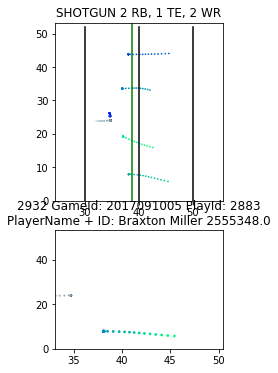 SHOTGUN 2 RB, 1 TE, 2 WR
50
40
30
20
10
0
30 40 50
2932 GameId: 2017091005 PlayId: 2883
PlayerName + ID: Braxton Miller 2555348.0
40
20
0
35 40 45 50